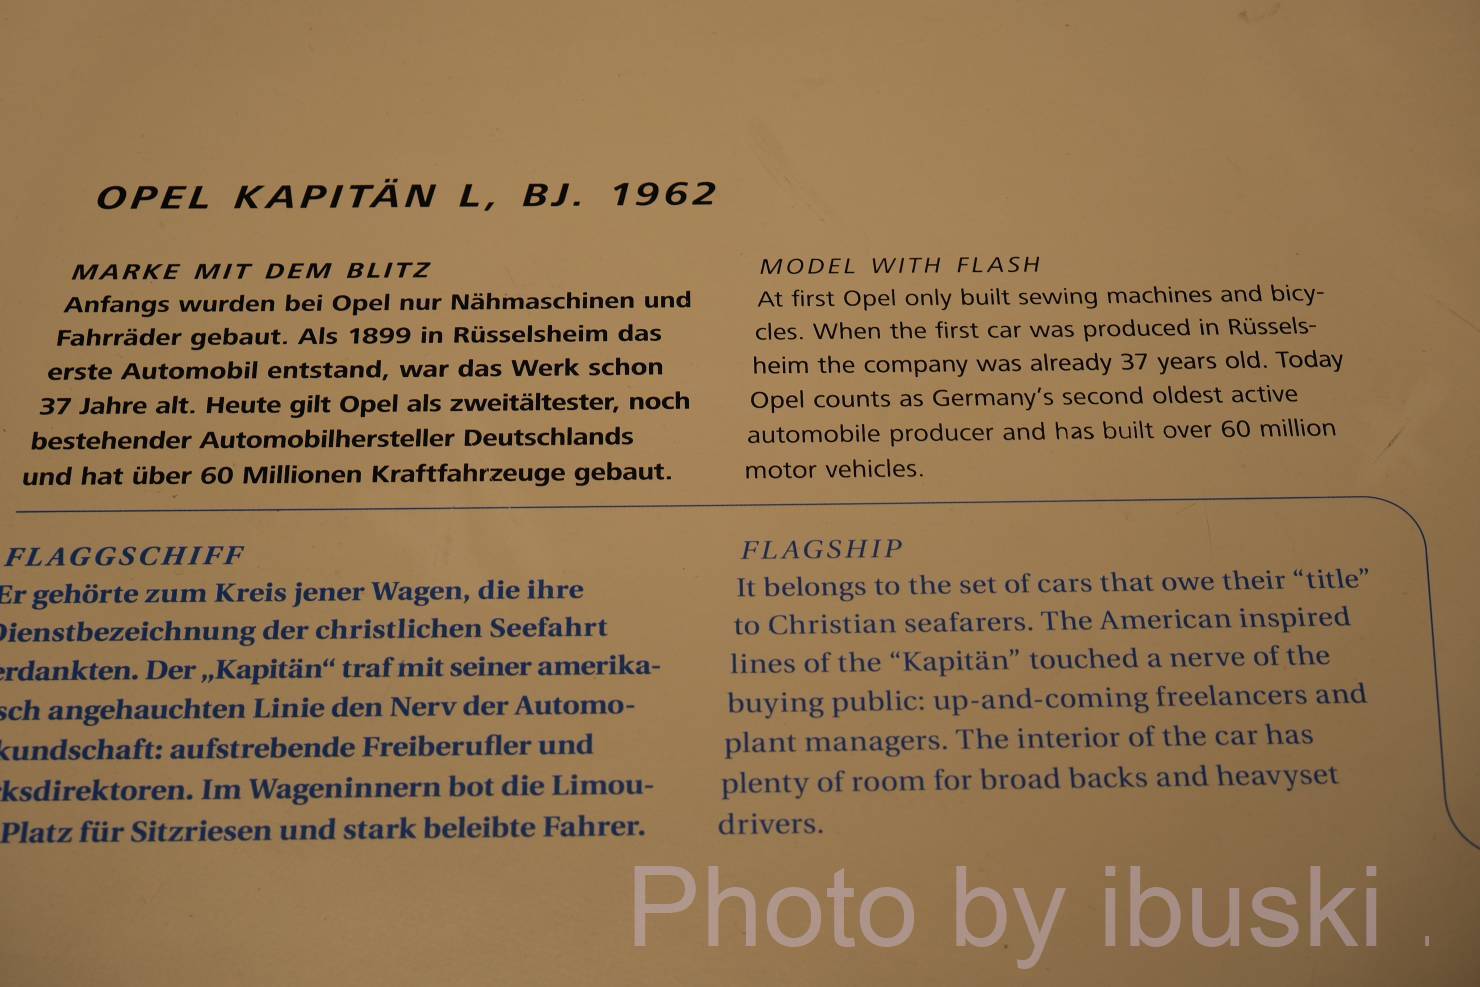 OPEL KAPITÄN L, BJ. 1962
MARKE MIT DEM BLITZ
Anfangs wurden bei Opel nur Nähmaschinen und
Fahrräder gebaut. Als 1899 in Rüsselsheim das
erste Automobil entstand, war das Werk schon
37 Jahre alt. Heute gilt Opel als zweitältester, noch
bestehender Automobilhersteller Deutschlands
und hat über 60 Millionen Kraftfahrzeuge gebaut.
MODEL WITH FLASH
At first Opel only built sewing machines and bicy-
cles. When the first car was produced in Rüssels-
heim the company was already 37 years old. Today
Opel counts as Germany's second oldest active
automobile producer and has built over 60 million
motor vehicles.
FLAGGSCHIFF
Er gehörte zum Kreis jener Wagen, die ihre
Dienstbezeichnung der christlichen Seefahrt
erdankten. Der „Kapitän“ traf mit seiner amerika-
sch angehauchten Linie den Nerv der Automo-
kundschaft: aufstrebende Freiberufler und
ksdirektoren. Im Wageninnern bot die Limou-
Platz für Sitzriesen und stark beleibte Fahrer.
FLAGSHIP
It belongs to the set of cars that owe their “title”
to Christian seafarers. The American inspired
lines of the “Kapitän” touched a nerve of the
buying public: up-and-coming freelancers and
plant managers. The interior of the car has
plenty of room for broad backs and heavyset
drivers.
Photo by ibuski .